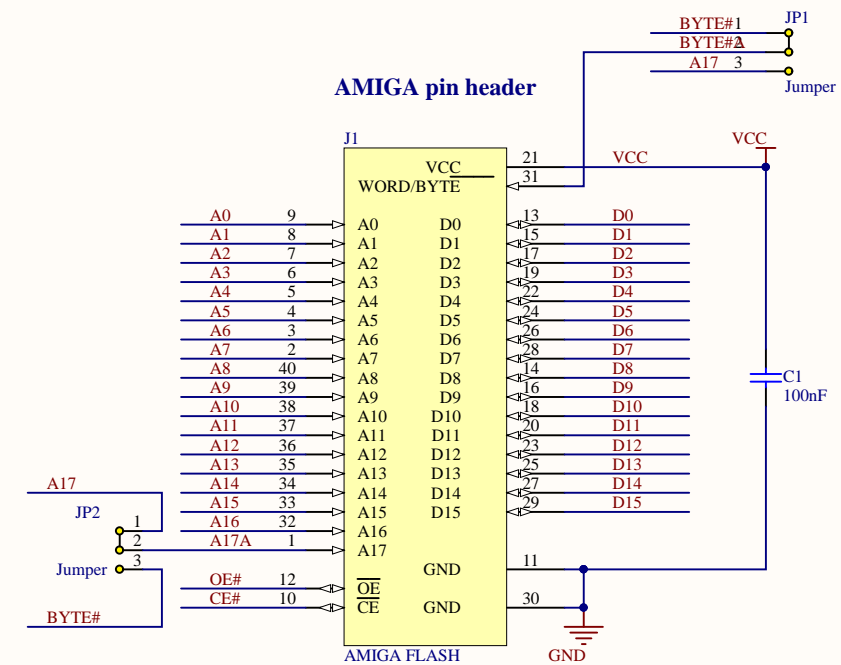 BYTE# 1 JP1
BYTE#A 2
A17 3
Jumper
AMIGA pin header
J1
VCC
VCC 21 VCC
WORD/BYTE 31
A0 9 A0 D0 13 D0
A1 8 A1 D1 15 D1
A2 7 A2 D2 17 D2
A3 6 A3 D3 19 D3
A4 5 A4 D4 22 D4
A5 4 A5 D5 24 D5
A6 3 A6 D6 26 D6
A7 2 A7 D7 28 D7
A8 40 A8 D8 14 D8
A9 39 A9 D9 16 D9
A10 38 A10 D10 18 D10
A11 37 A11 D11 20 D11
A12 36 A12 D12 23 D12
A13 35 A13 D13 25 D13
A14 34 A14 D14 27 D14
A15 33 A15 D15 29 D15
A16 32 A16
A17A 1 A17
C1
100nF
A17
JP2
1
2
3
Jumper
BYTE#
GND 11
OE# 12 OE
CE# 10 CE GND 30
AMIGA FLASH
GND